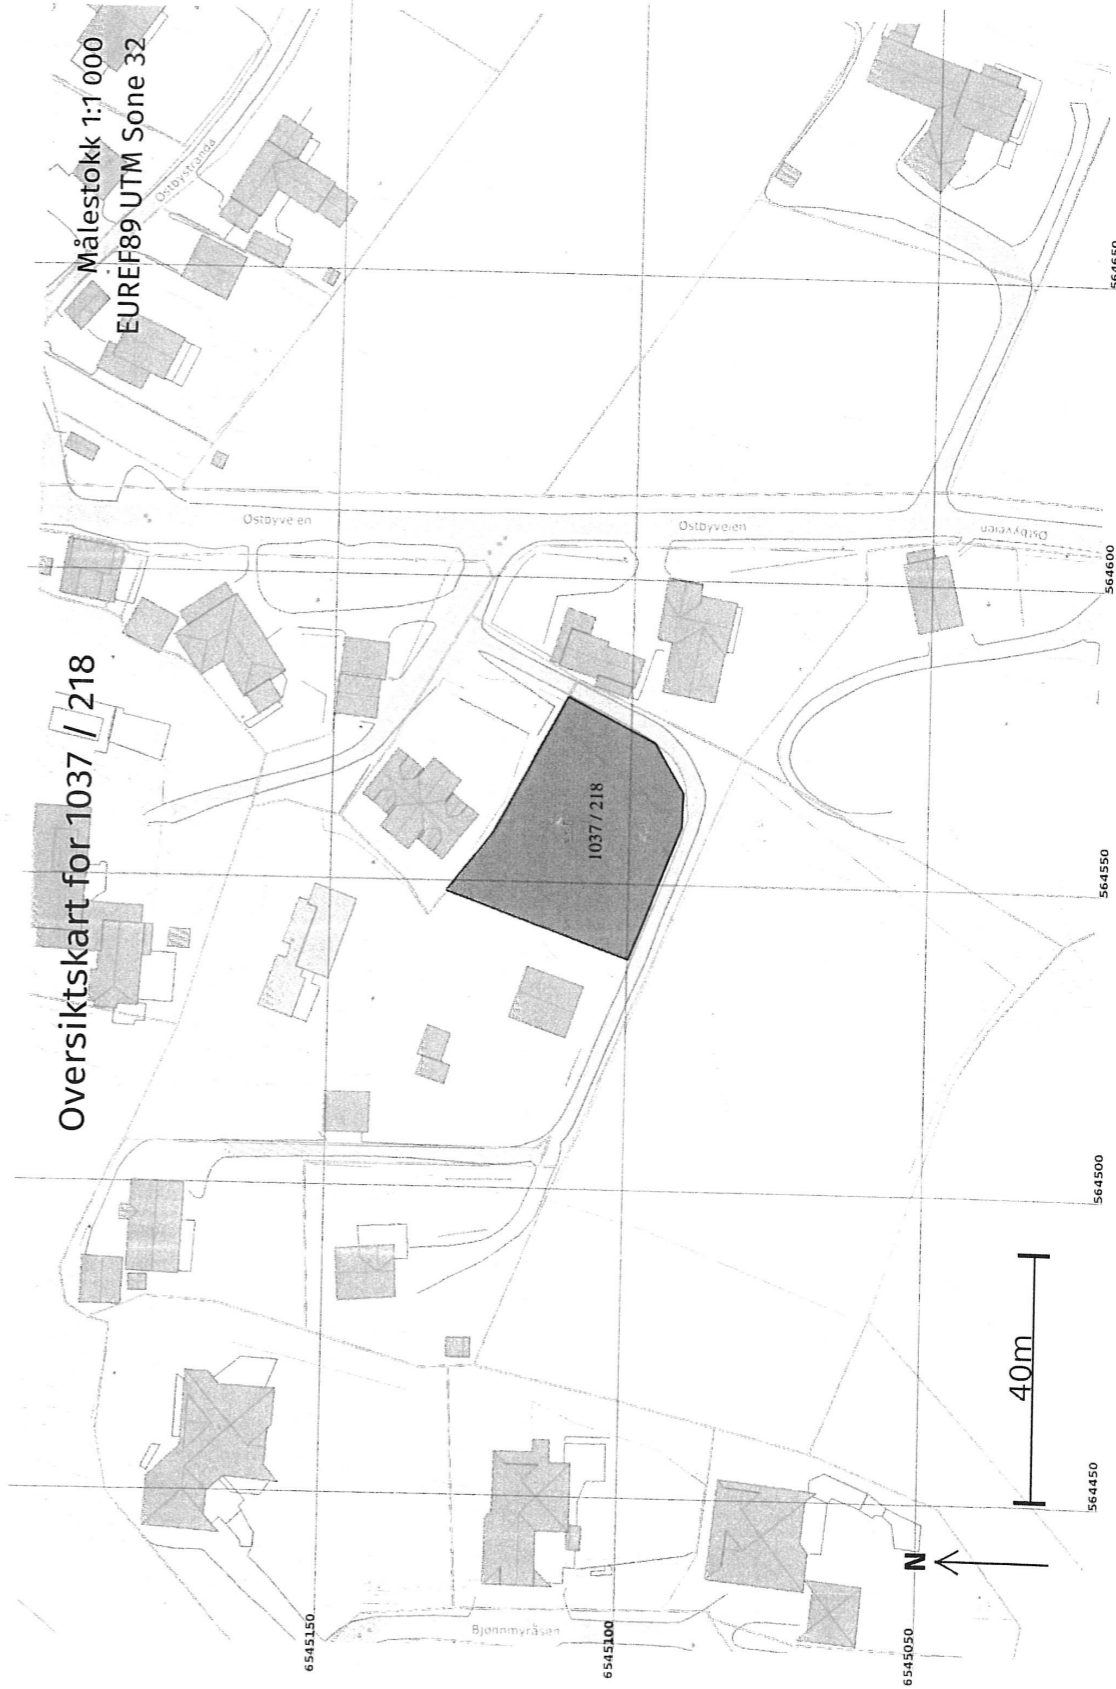 Oversiktskart for 1037 / 218
Målestokk 1:1 000
EUREF89 UTM Sone 32
Østbystranda
Østbyveien
Østbyveien
Østbyveien
1037 / 218
Bjønnmyråsen
6545150
6545100
6545050
564450
564500
564550
564600
564650
40m
N